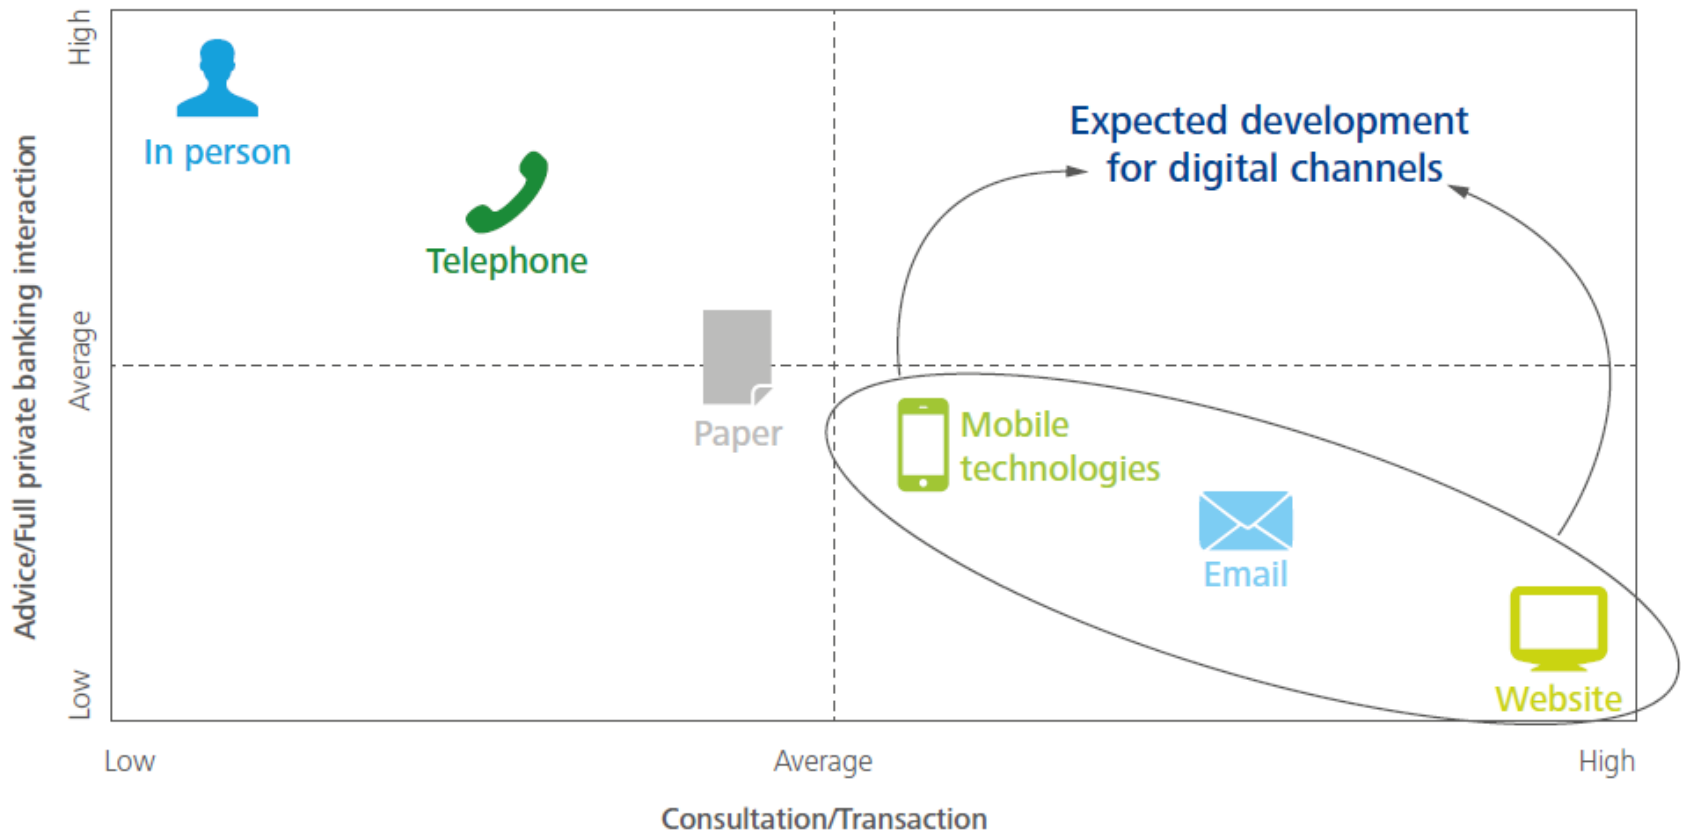 High
In person
Expected development
for digital channels
Telephone
Advice/Full private banking interaction
Average
Paper
Mobile
technologies
Email
Low
Website
Low
Average
High
Consultation/Transaction